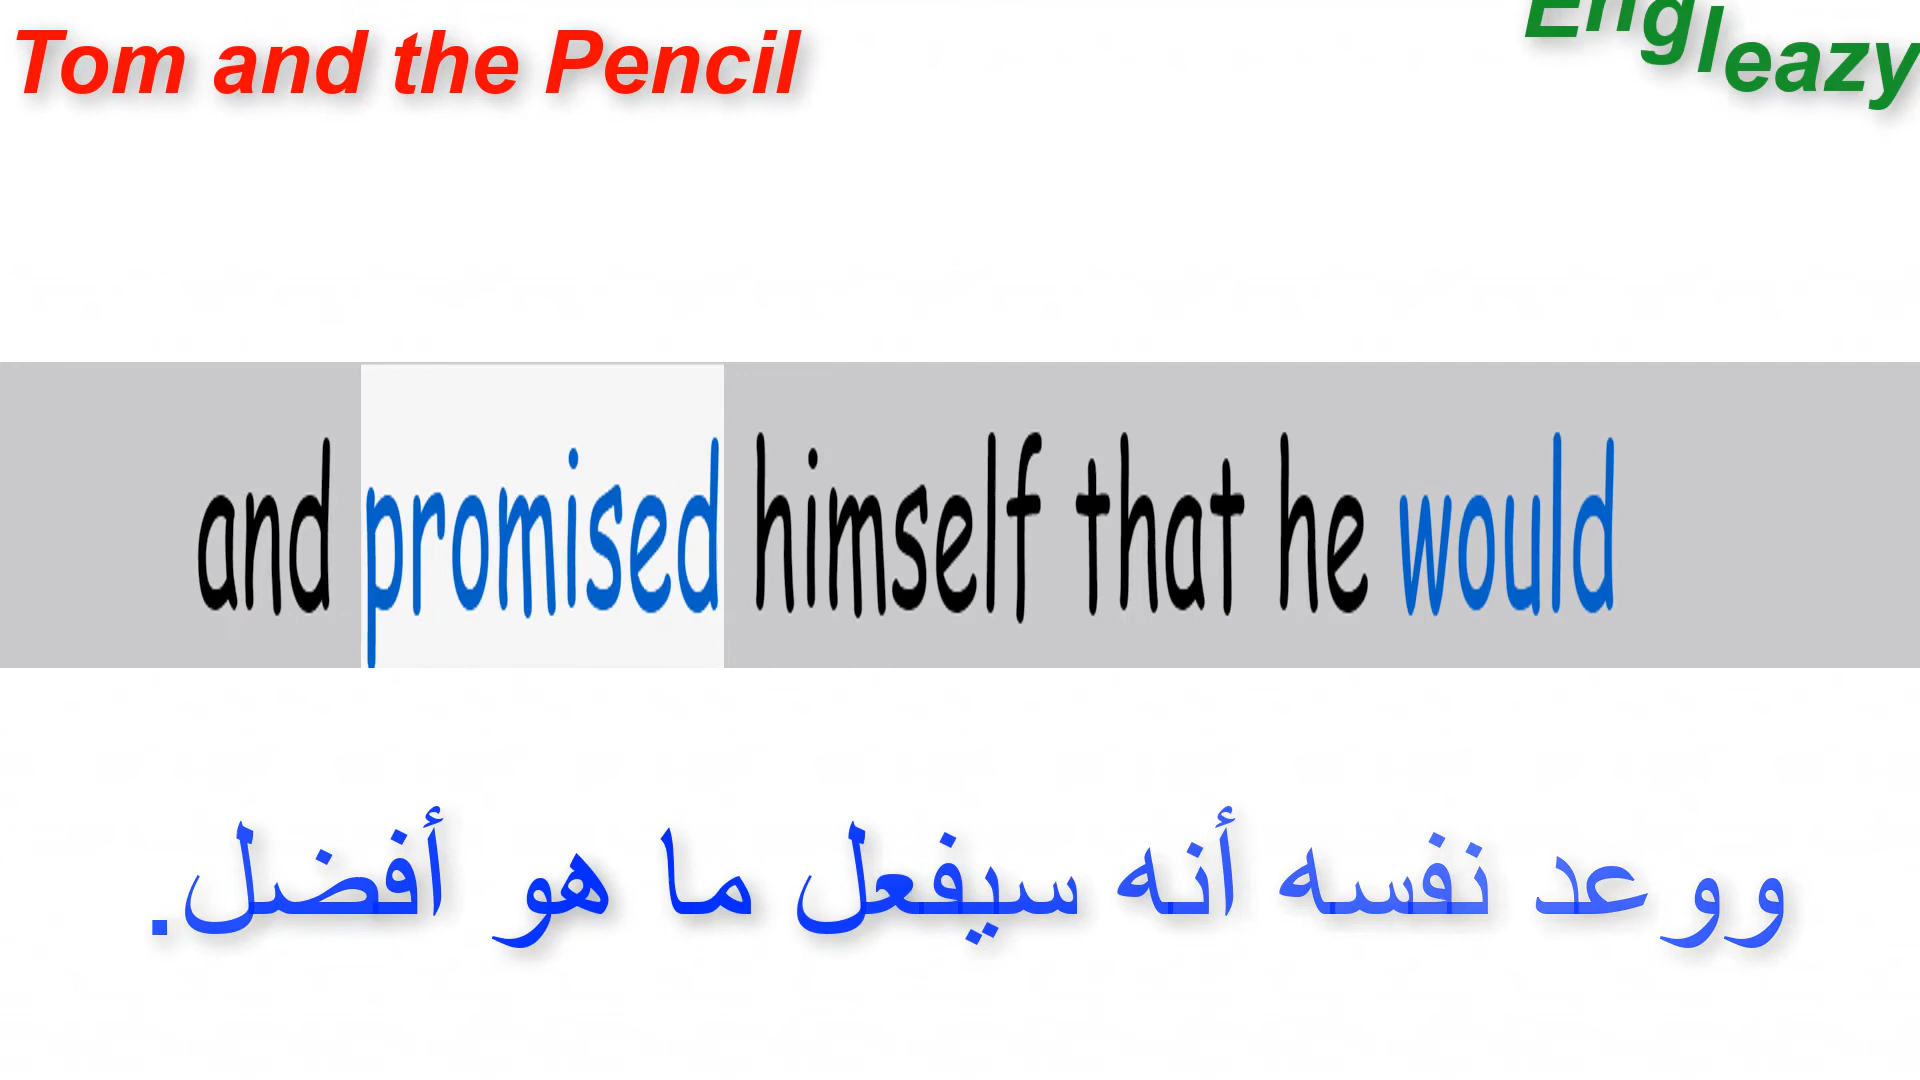 Tom and the Pencil
Engleazy
and promised himself that he would
ووعد نفسه أنه سيفعل ما هو أفضل.